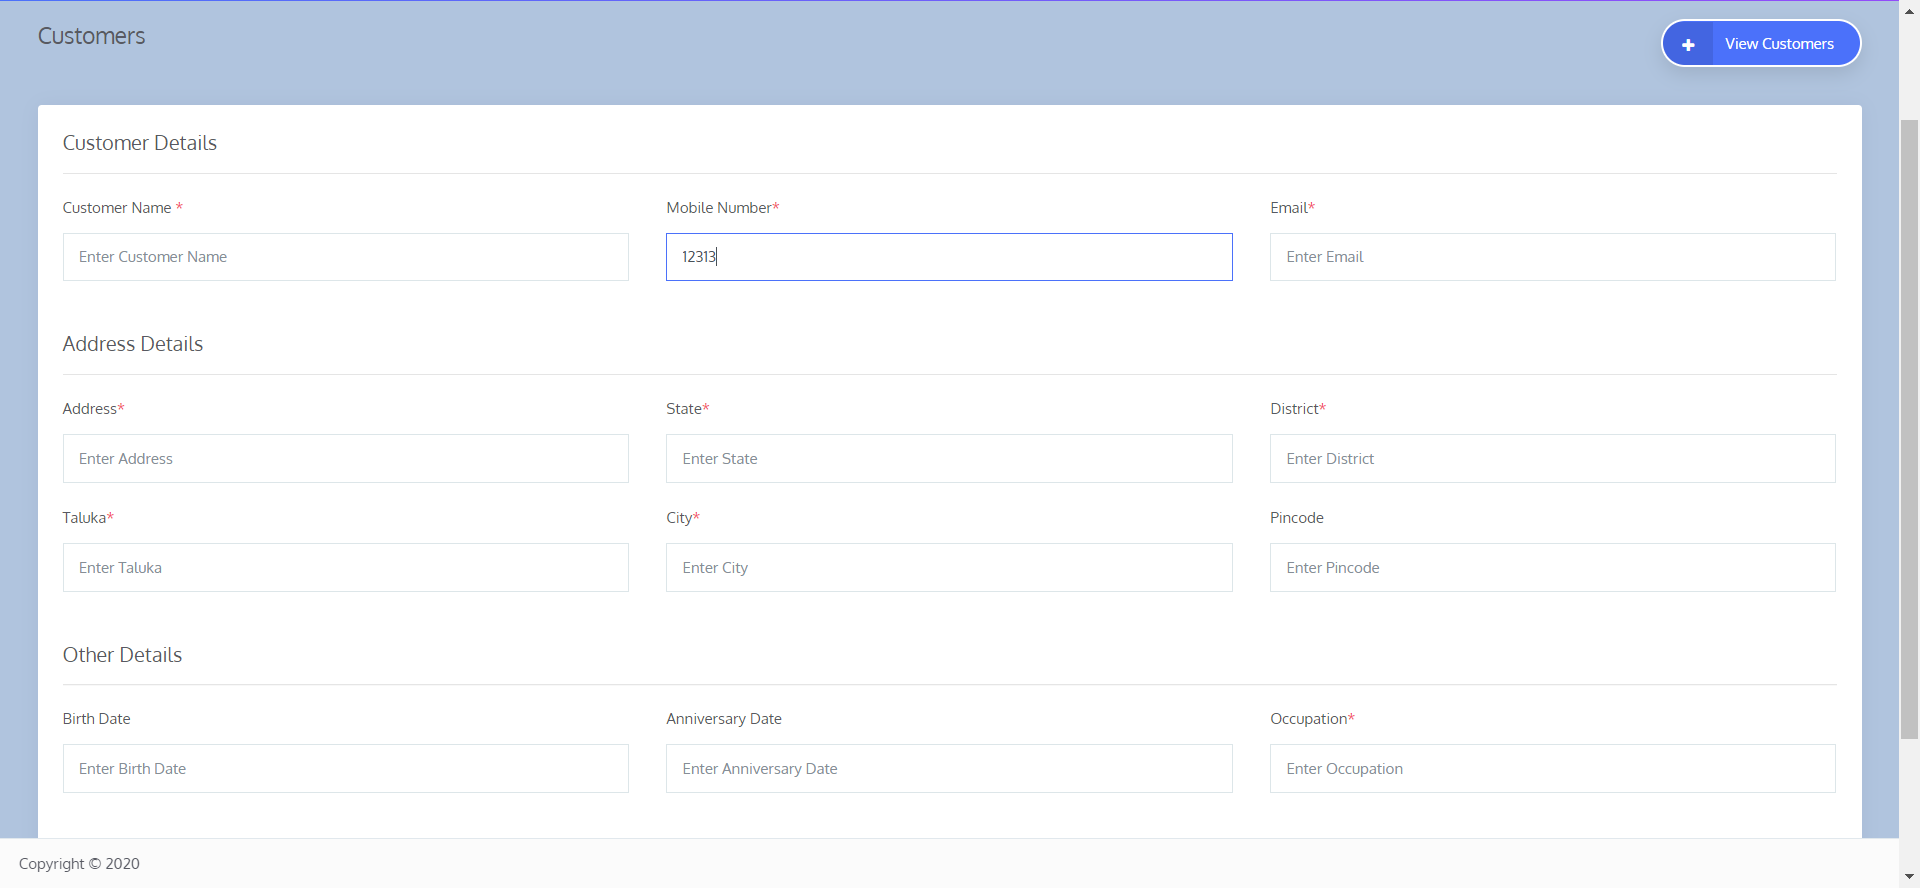 Customers
View Customers
Customer Details
Customer Name *
Mobile Number*
Email*
Enter Customer Name
12313
Enter Email
Address Details
Address*
State*
District*
Enter Address
Enter State
Enter District
Taluka*
City*
Pincode
Enter Taluka
Enter City
Enter Pincode
Other Details
Birth Date
Anniversary Date
Occupation*
Enter Birth Date
Enter Anniversary Date
Enter Occupation
Copyright © 2020